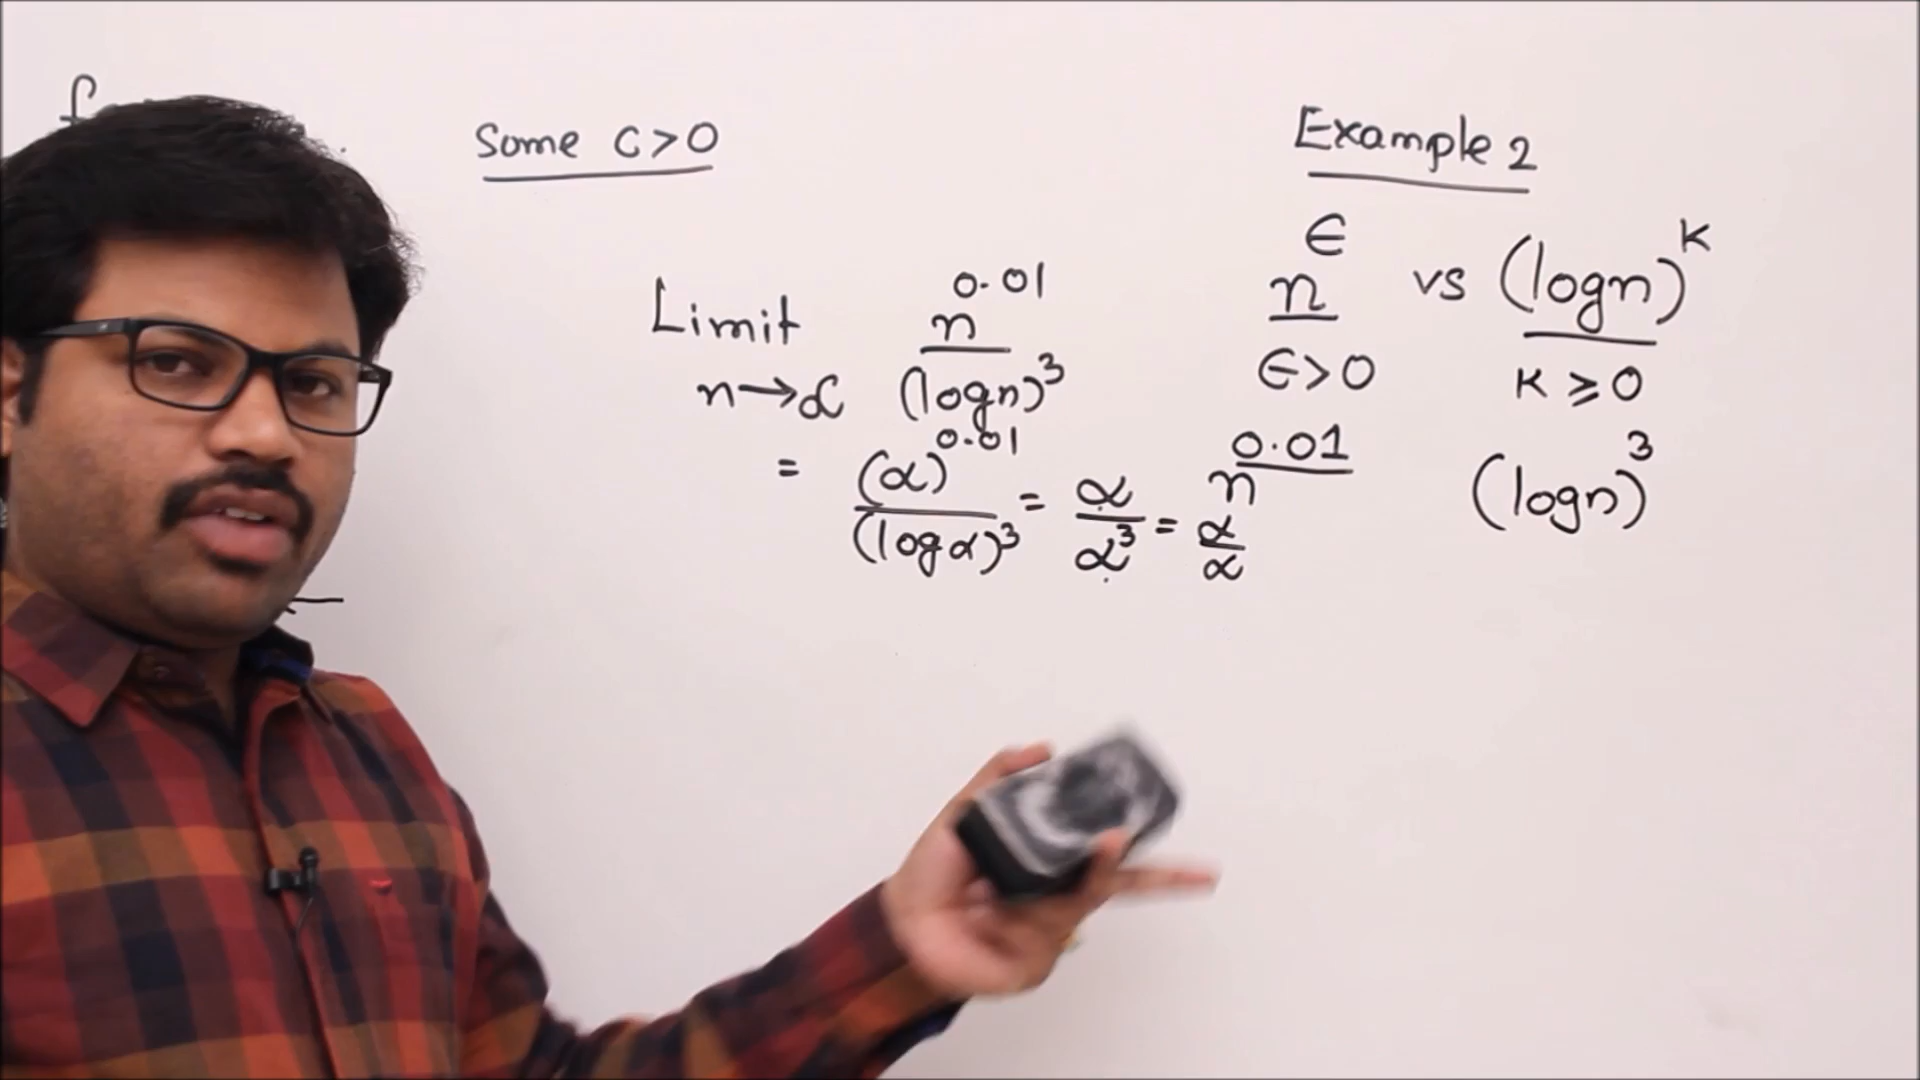 f
Some C>0
Limit n→α n^0.01 / (logn)^3
= (α)^0.01 / (log α)^3 = α / α^3 = α / α
Example 2
n^ϵ vs (logn)^K
ϵ>0 K ⩾ 0
n^0.01 (logn)^3